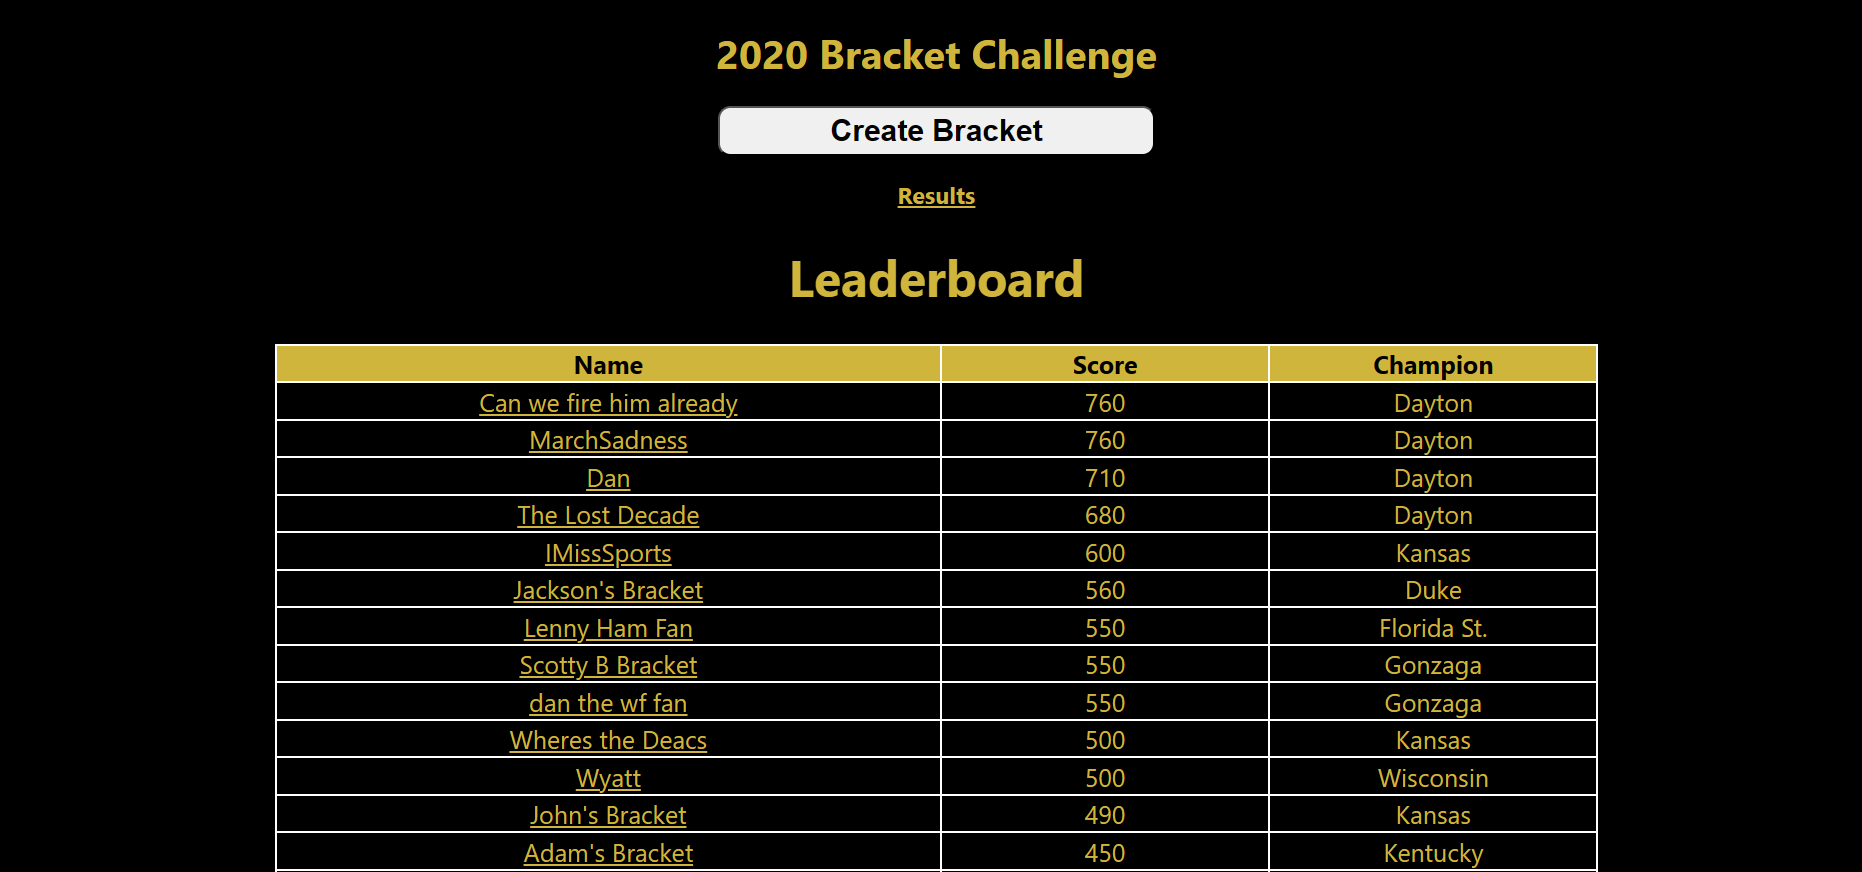 2020 Bracket Challenge
Create Bracket
Results
Leaderboard
Name Score Champion
Can we fire him already 760 Dayton
MarchSadness 760 Dayton
Dan 710 Dayton
The Lost Decade 680 Dayton
IMissSports 600 Kansas
Jackson's Bracket 560 Duke
Lenny Ham Fan 550 Florida St.
Scotty B Bracket 550 Gonzaga
dan the wf fan 550 Gonzaga
Wheres the Deacs 500 Kansas
Wyatt 500 Wisconsin
John's Bracket 490 Kansas
Adam's Bracket 450 Kentucky